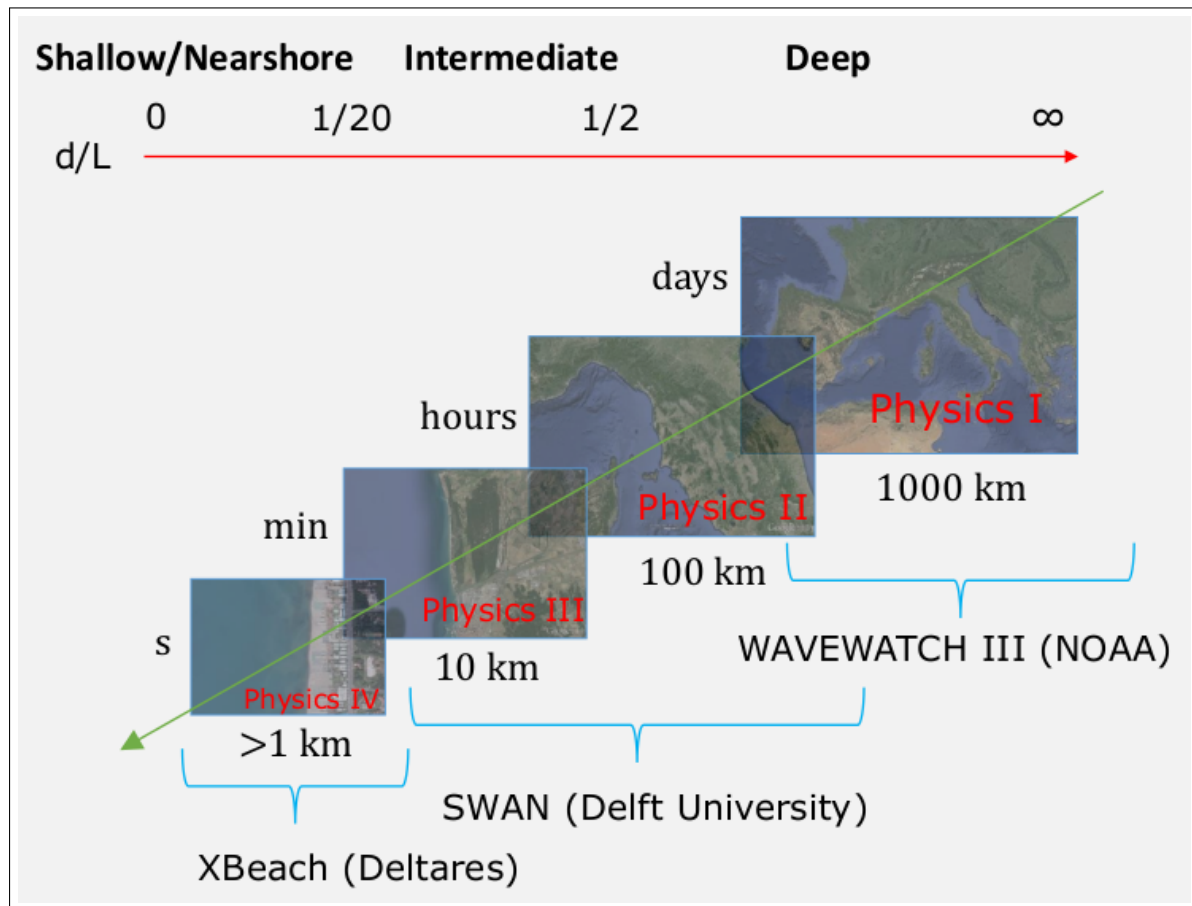 Shallow/Nearshore Intermediate Deep
0 1/20 1/2 ∞
d/L
days
Physics I
1000 km
hours
Physics II
100 km
min
Physics III
10 km
s
Physics IV
>1 km
WAVEWATCH III (NOAA)
SWAN (Delft University)
XBeach (Deltares)